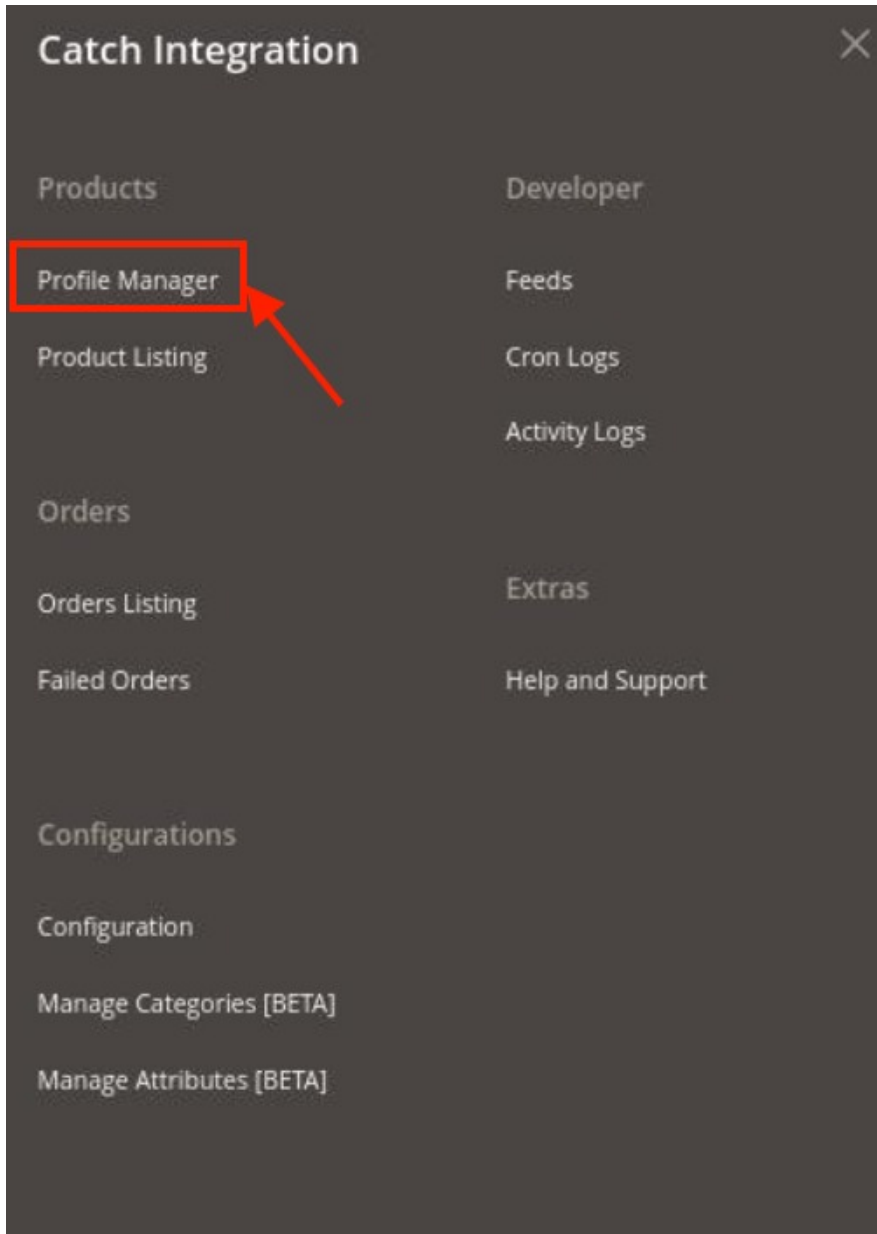 Catch Integration
Products
Profile Manager
Product Listing
Orders
Orders Listing
Failed Orders
Configurations
Configuration
Manage Categories [BETA]
Manage Attributes [BETA]
Developer
Feeds
Cron Logs
Activity Logs
Extras
Help and Support